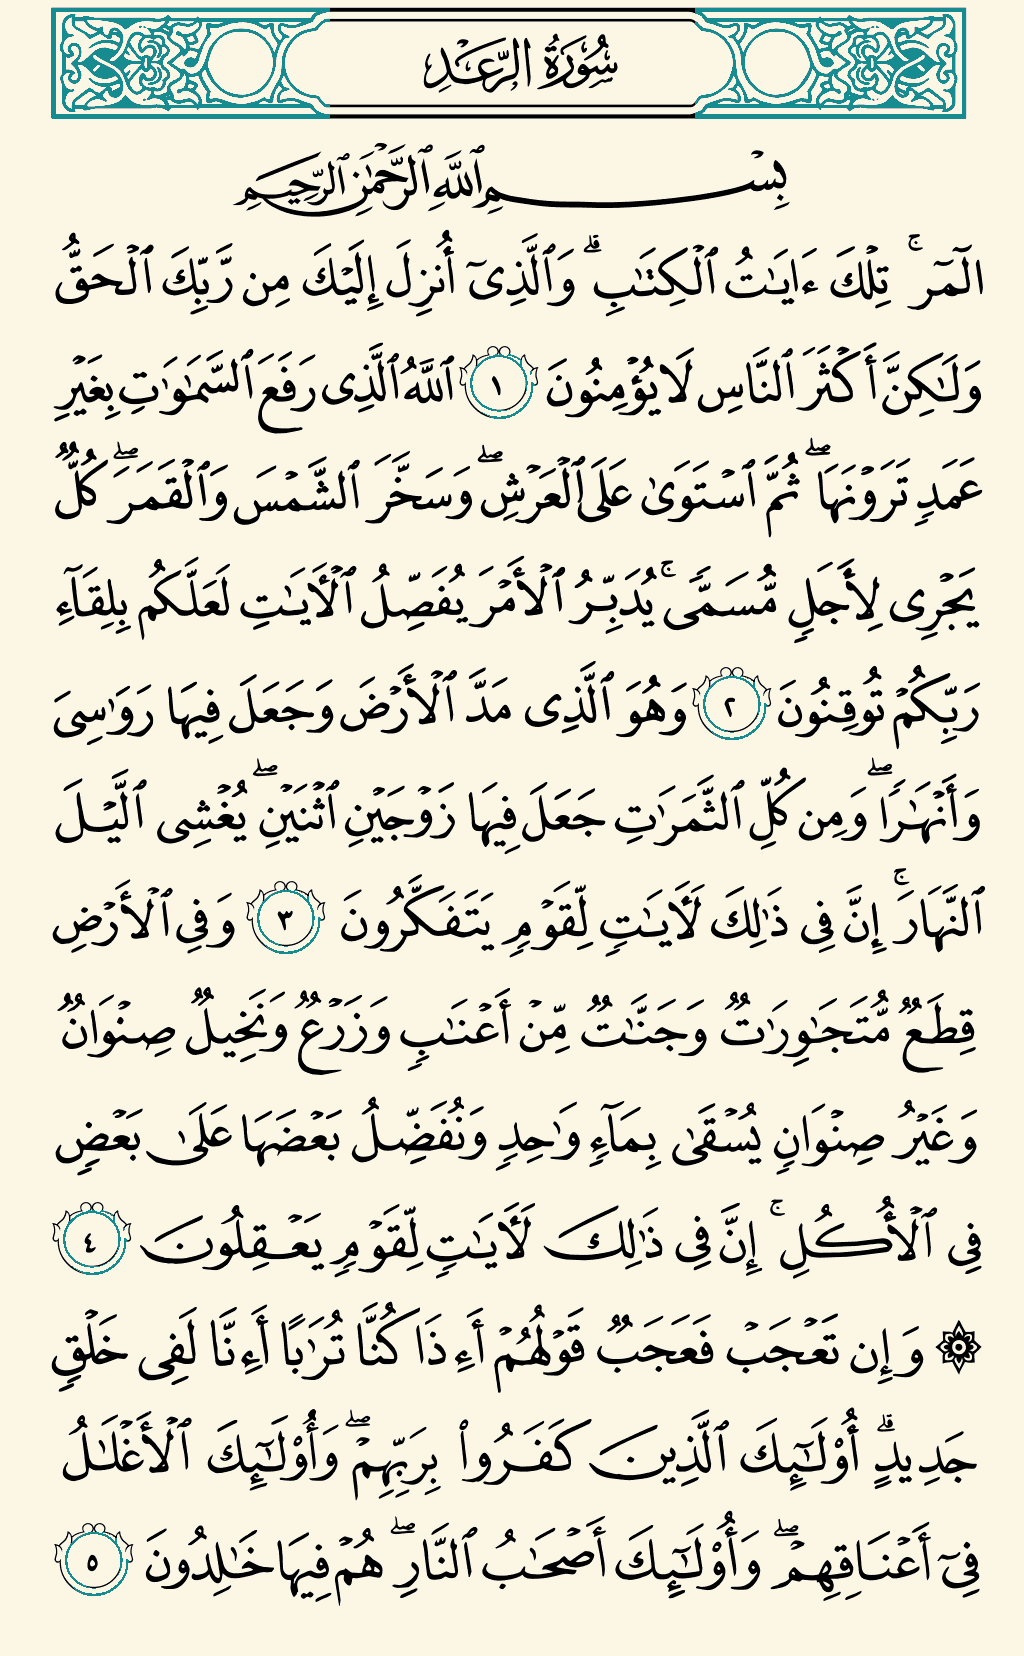 سُورَةُ الرَّعۡدِ
بِسۡمِ ٱللَّهِ ٱلرَّحۡمَٰنِ ٱلرَّحِيمِ
الٓمٓرۚ تِلۡكَ ءَايَٰتُ ٱلۡكِتَٰبِۗ وَٱلَّذِيٓ أُنزِلَ إِلَيۡكَ مِن رَّبِّكَ ٱلۡحَقُّ
وَلَٰكِنَّ أَكۡثَرَ ٱلنَّاسِ لَا يُؤۡمِنُونَ ١ ٱللَّهُ ٱلَّذِي رَفَعَ ٱلسَّمَٰوَٰتِ بِغَيۡرِ
عَمَدٖ تَرَوۡنَهَاۖ ثُمَّ ٱسۡتَوَىٰ عَلَى ٱلۡعَرۡشِۖ وَسَخَّرَ ٱلشَّمۡسَ وَٱلۡقَمَرَۖ كُلّٞ
يَجۡرِي لِأَجَلٖ مُّسَمّٗىۚ يُدَبِّرُ ٱلۡأَمۡرَ يُفَصِّلُ ٱلۡأٓيَٰتِ لَعَلَّكُم بِلِقَآءِ
رَبِّكُمۡ تُوقِنُونَ ٢ وَهُوَ ٱلَّذِي مَدَّ ٱلۡأَرۡضَ وَجَعَلَ فِيهَا رَوَٰسِيَ
وَأَنۡهَٰرٗاۖ وَمِن كُلِّ ٱلثَّمَرَٰتِ جَعَلَ فِيهَا زَوۡجَيۡنِ ٱثۡنَيۡنِۖ يُغۡشِي ٱلَّيۡلَ
ٱلنَّهَارَۚ إِنَّ فِي ذَٰلِكَ لَأٓيَٰتٖ لِّقَوۡمٖ يَتَفَكَّرُونَ ٣ وَفِي ٱلۡأَرۡضِ
قِطَعٞ مُّتَجَٰوِرَٰتٞ وَجَنَّٰتٞ مِّنۡ أَعۡنَٰبٖ وَزَرۡعٞ وَنَخِيلٞ صِنۡوَانٞ
وَغَيۡرُ صِنۡوَانٖ يُسۡقَىٰ بِمَآءٖ وَٰحِدٖ وَنُفَضِّلُ بَعۡضَهَا عَلَىٰ بَعۡضٖ
فِي ٱلۡأُكُلِۚ إِنَّ فِي ذَٰلِكَ لَأٓيَٰتٖ لِّقَوۡمٖ يَعۡقِلُونَ ٤
۞ وَإِن تَعۡجَبۡ فَعَجَبٞ قَوۡلُهُمۡ أَءِذَا كُنَّا تُرَٰبًا أَءِنَّا لَفِي خَلۡقٖ
جَدِيدٍۗ أُوْلَٰٓئِكَ ٱلَّذِينَ كَفَرُواْ بِرَبِّهِمۡۖ وَأُوْلَٰٓئِكَ ٱلۡأَغۡلَٰلُ
فِيٓ أَعۡنَاقِهِمۡۖ وَأُوْلَٰٓئِكَ أَصۡحَٰبُ ٱلنَّارِۖ هُمۡ فِيهَا خَٰلِدُونَ ٥